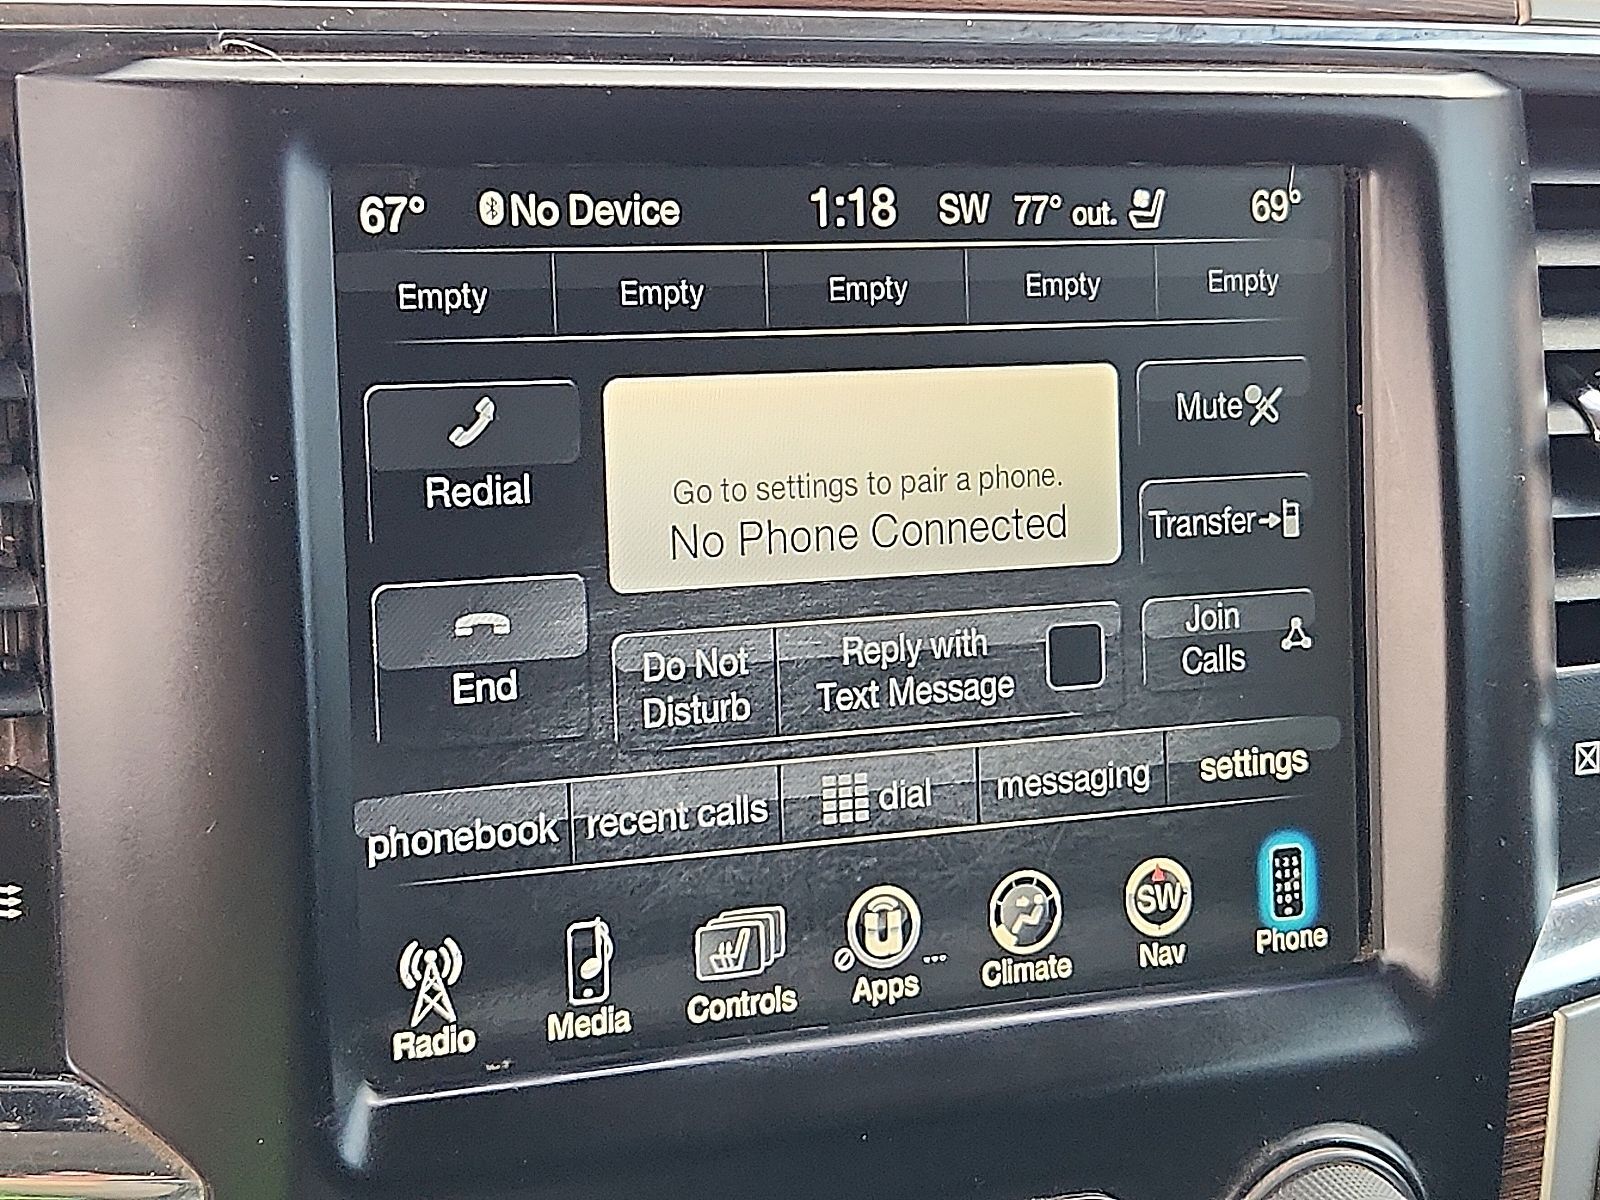 67° No Device 1:18 SW 77° out. 69°
Empty Empty Empty Empty Empty
Redial
Go to settings to pair a phone.
No Phone Connected
Mute
Transfer
End
Do Not
Disturb
Reply with
Text Message
Join
Calls
phonebook recent calls dial messaging settings
SW
Radio Media Controls Apps ... Climate Nav Phone